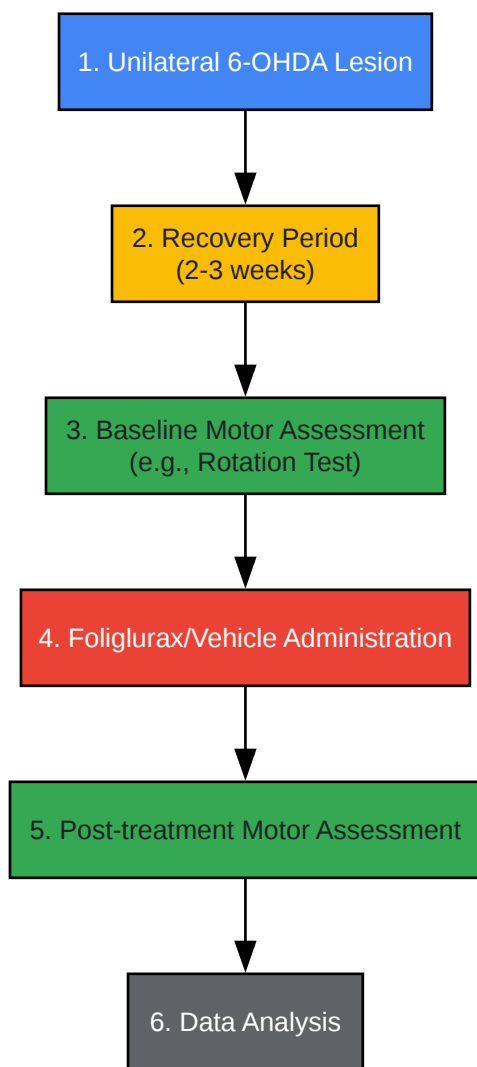 1. Unilateral 6-OHDA Lesion
2. Recovery Period
(2-3 weeks)
3. Baseline Motor Assessment
(e.g., Rotation Test)
4. Foliglurax/Vehicle Administration
5. Post-treatment Motor Assessment
6. Data Analysis